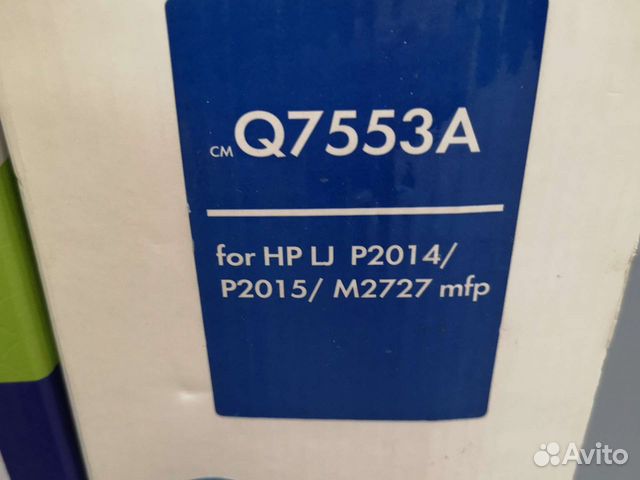 CM Q7553A
for HP LJ P2014/
P2015/ M2727 mfp
Avito